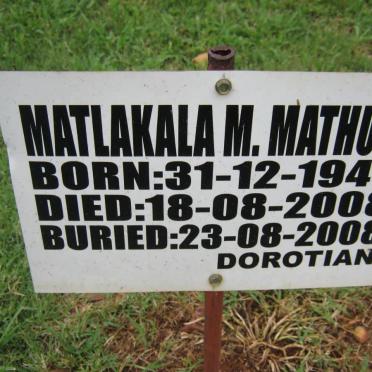 MATLAKALA M. MATHU
BORN:31-12-194
DIED:18-08-2008
BURIED:23-08-2008
DOROTIAN